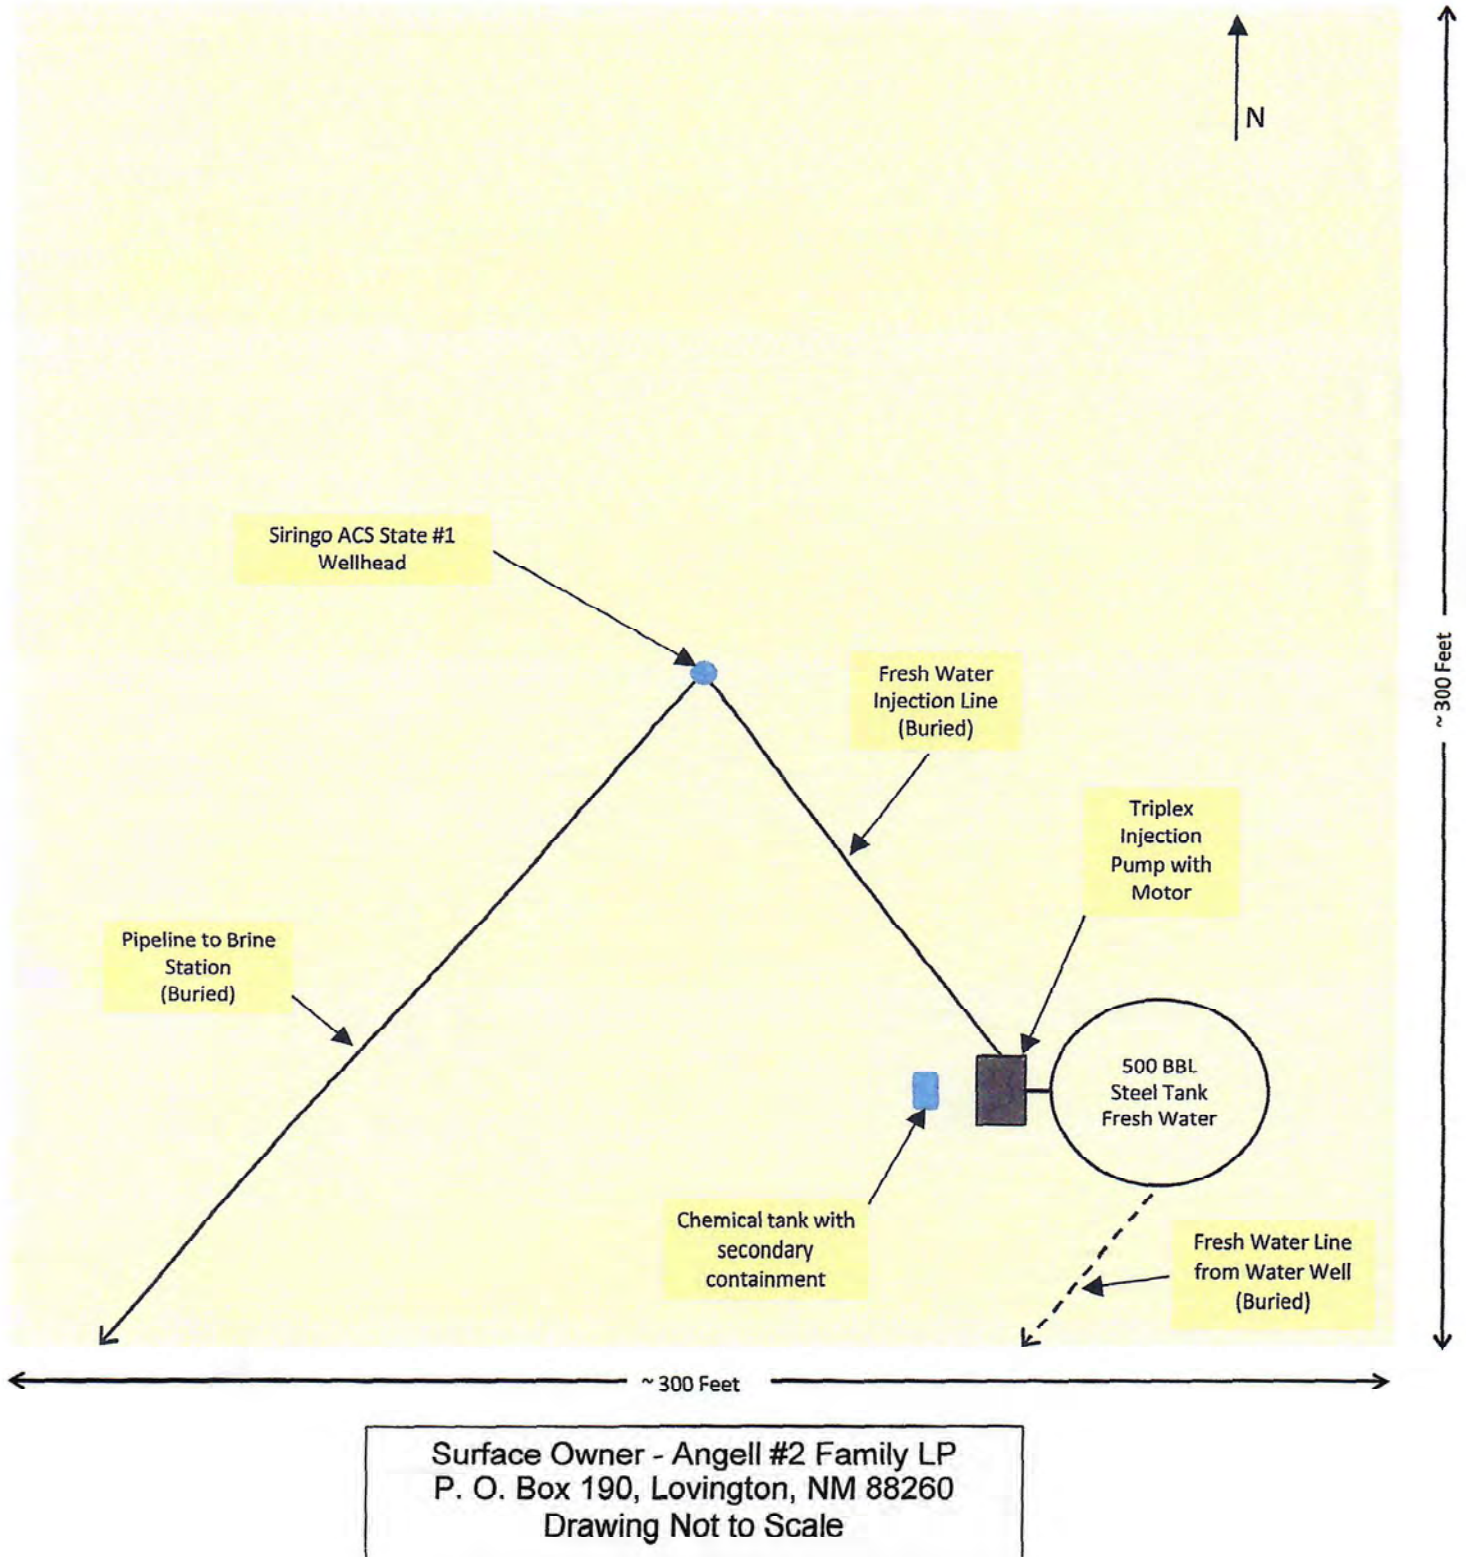 N
Siringo ACS State #1
Wellhead
Fresh Water
Injection Line
(Buried)
~ 300 Feet
Triplex
Injection
Pump with
Motor
Pipeline to Brine
Station
(Buried)
500 BBL
Steel Tank
Fresh Water
Chemical tank with
secondary
containment
Fresh Water Line
from Water Well
(Buried)
~ 300 Feet
Surface Owner - Angell #2 Family LP
P. O. Box 190, Lovington, NM 88260
Drawing Not to Scale